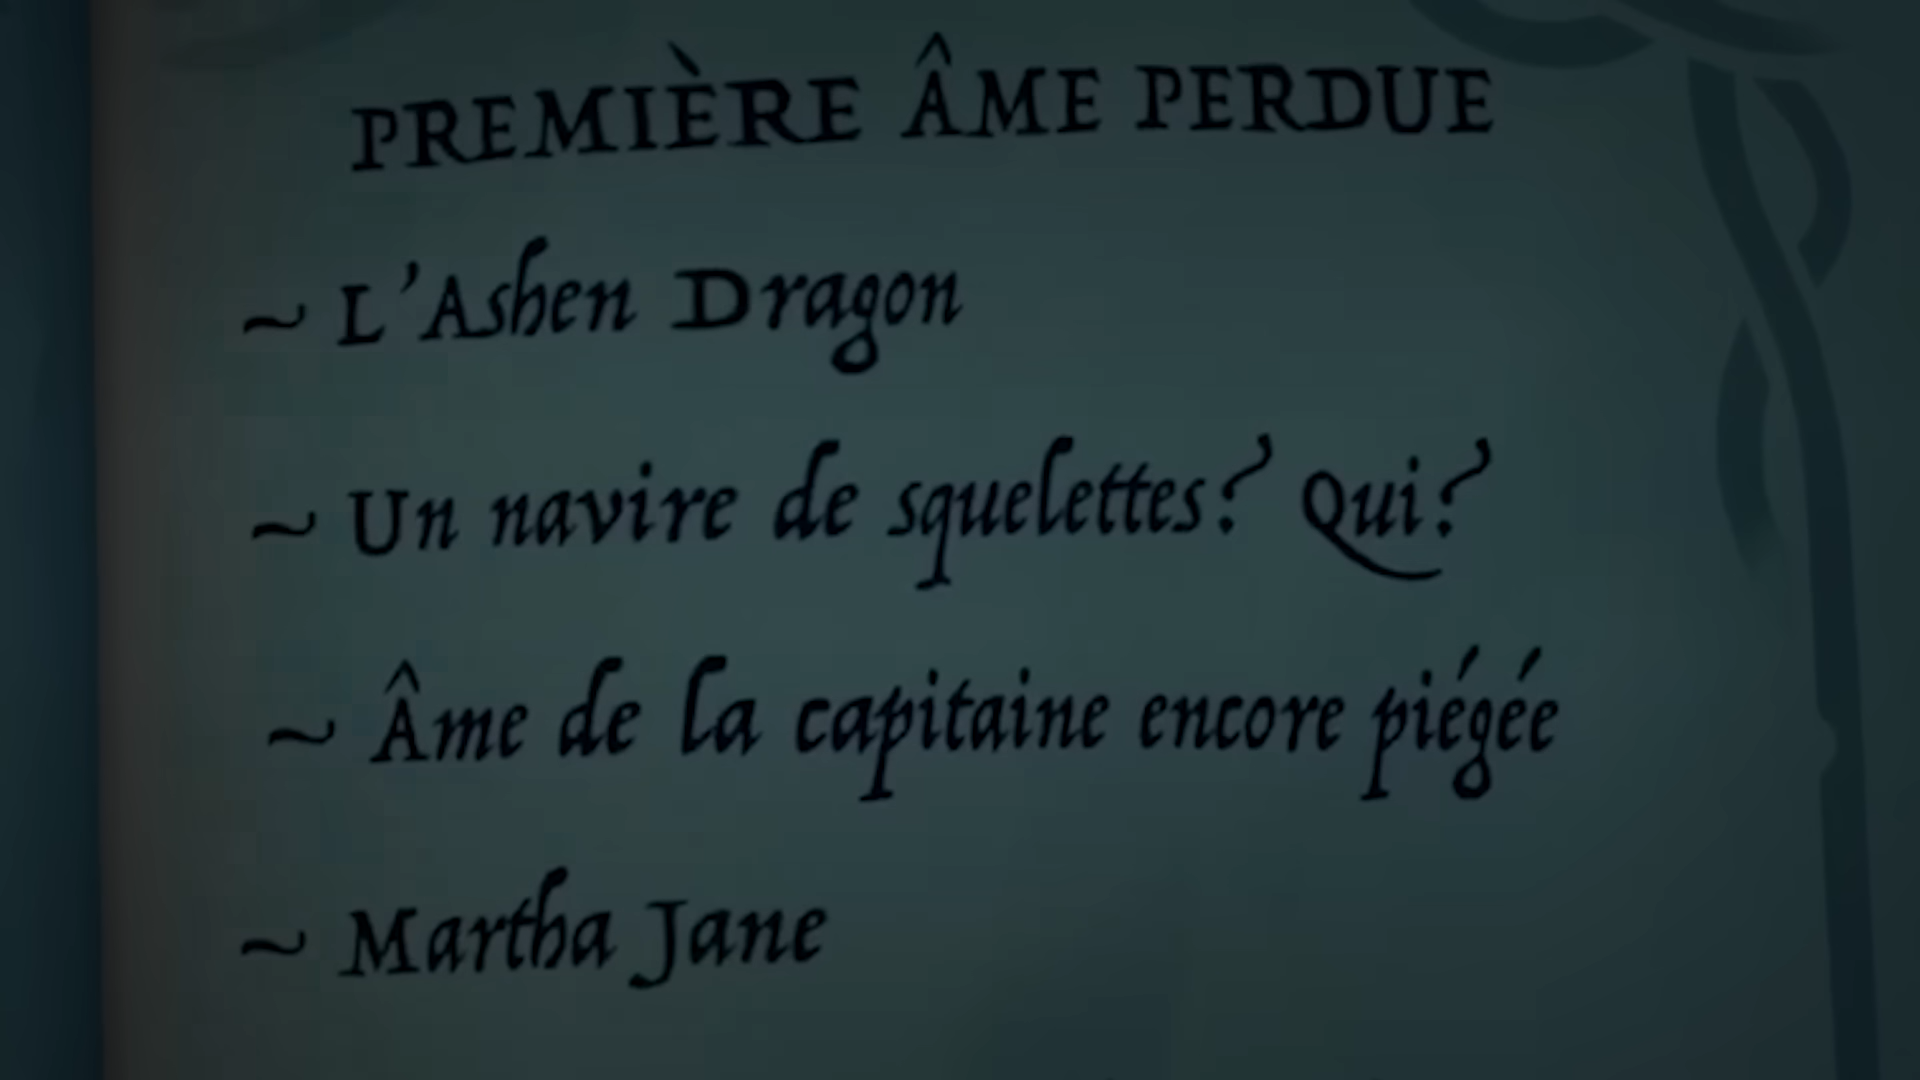 PREMIÈRE ÂME PERDUE
~ L'Ashen Dragon
~ Un navire de squelettes? Qui?
~ Âme de la capitaine encore piégée
~ Martha Jane